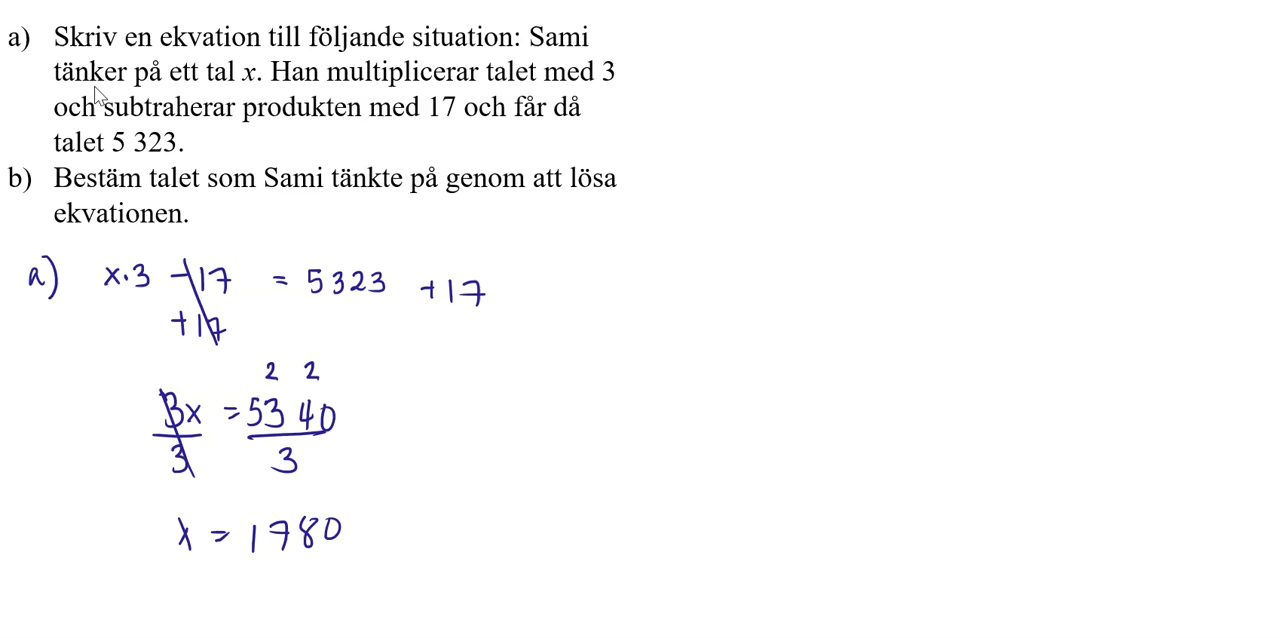 a) Skriv en ekvation till följande situation: Sami
tänker på ett tal x. Han multiplicerar talet med 3
och subtraherar produkten med 17 och får då
talet 5 323.
b) Bestäm talet som Sami tänkte på genom att lösa
ekvationen.
a) x·3 -17 = 5323 +17
+17
2 2
3x = 5340
3 3
x = 1780